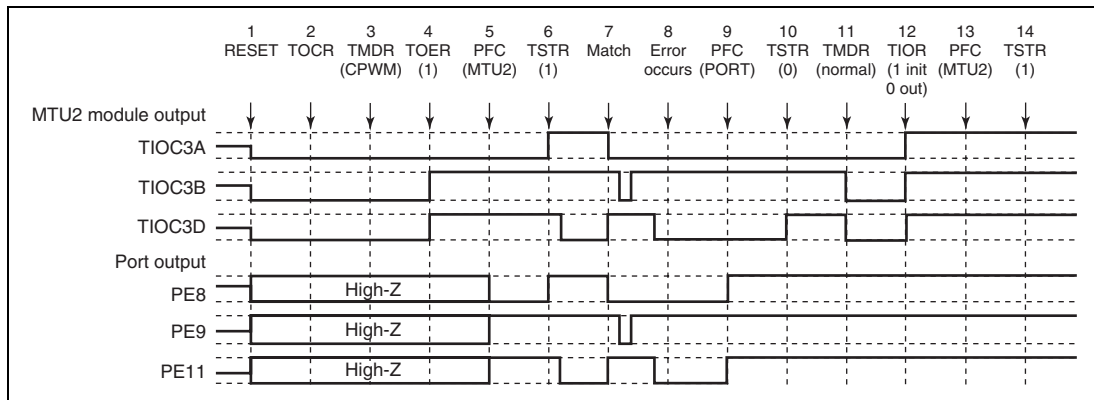 1 2 3 4 5 6 7 8 9 10 11 12 13 14
RESET TOCR TMDR TOER PFC TSTR Match Error PFC TSTR TMDR TIOR PFC TSTR
(CPWM) (1) (MTU2) (1) occurs (PORT) (0) (normal) (1 init (MTU2) (1)
0 out)
MTU2 module output
TIOC3A
TIOC3B
TIOC3D
Port output
PE8 High-Z
PE9 High-Z
PE11 High-Z